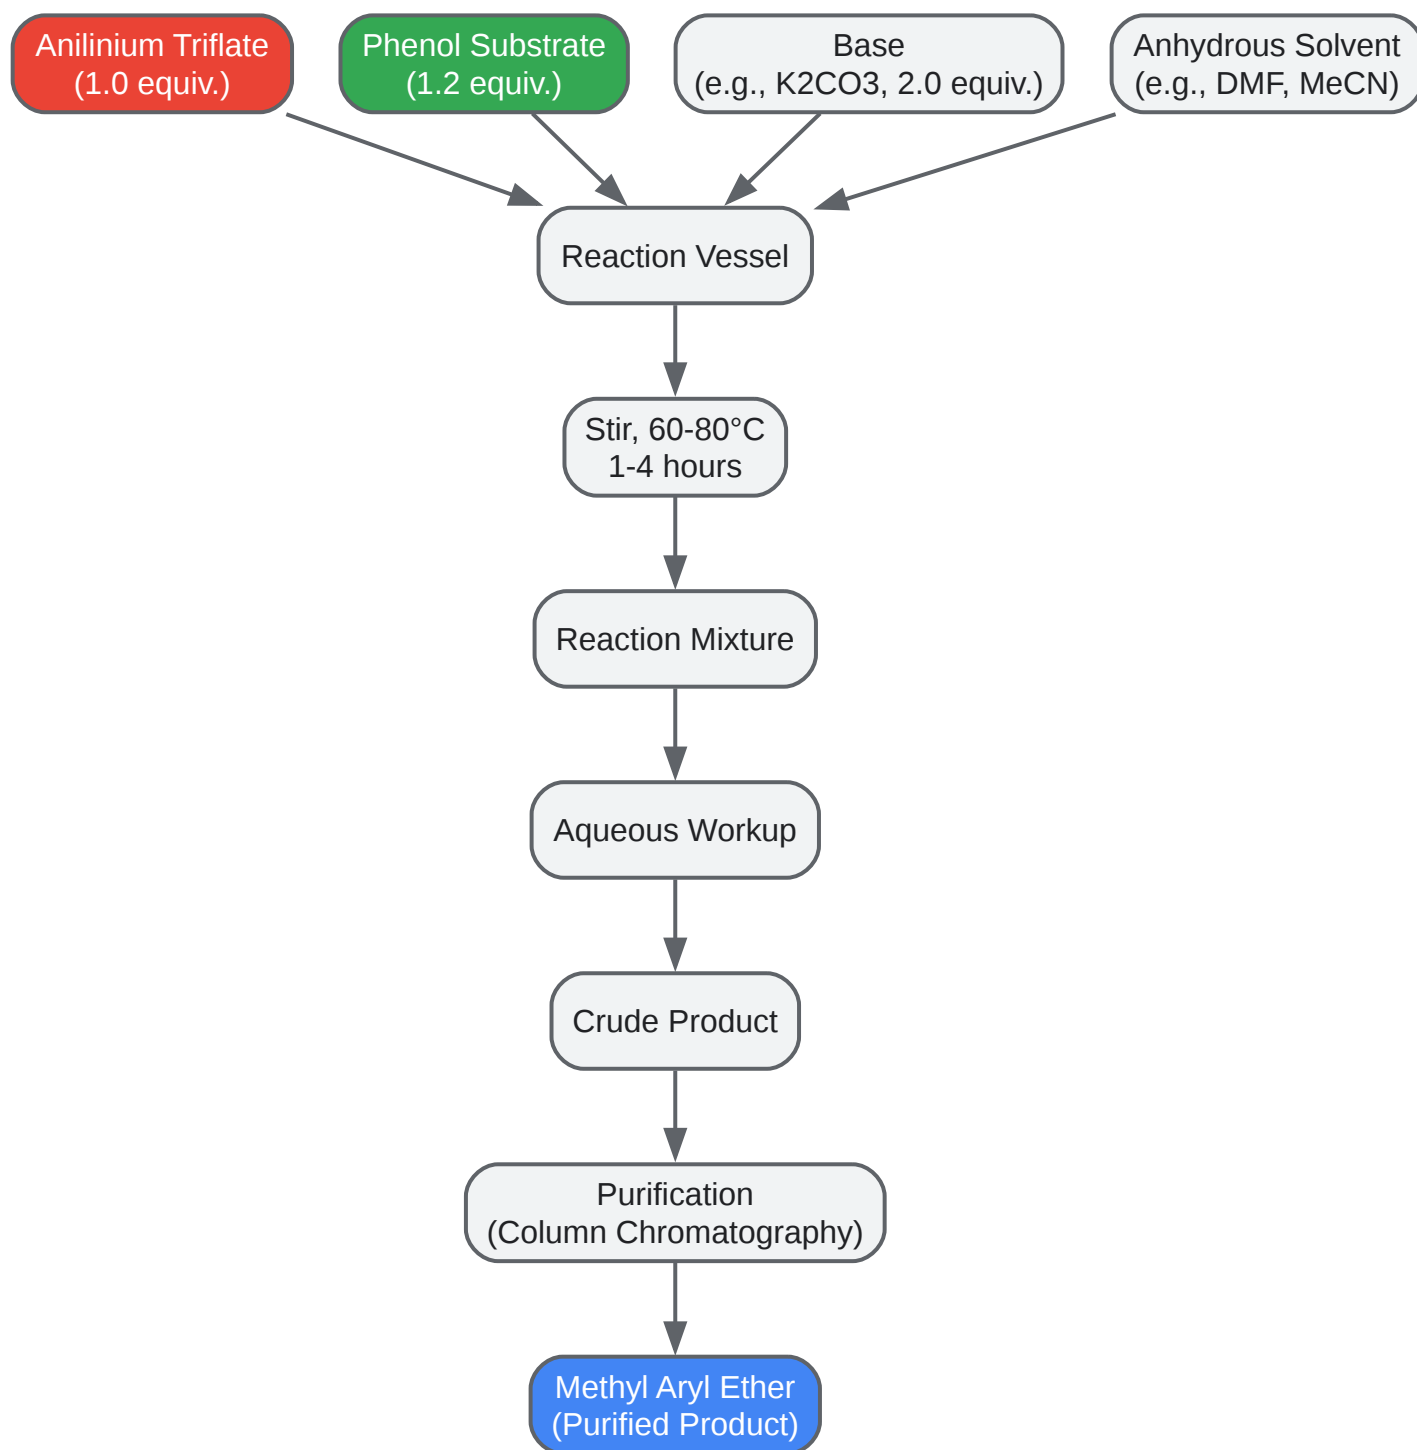 Anilinium Triflate
(1.0 equiv.)
Phenol Substrate
(1.2 equiv.)
Base
(e.g., K2CO3, 2.0 equiv.)
Anhydrous Solvent
(e.g., DMF, MeCN)
Reaction Vessel
Stir, 60-80°C
1-4 hours
Reaction Mixture
Aqueous Workup
Crude Product
Purification
(Column Chromatography)
Methyl Aryl Ether
(Purified Product)